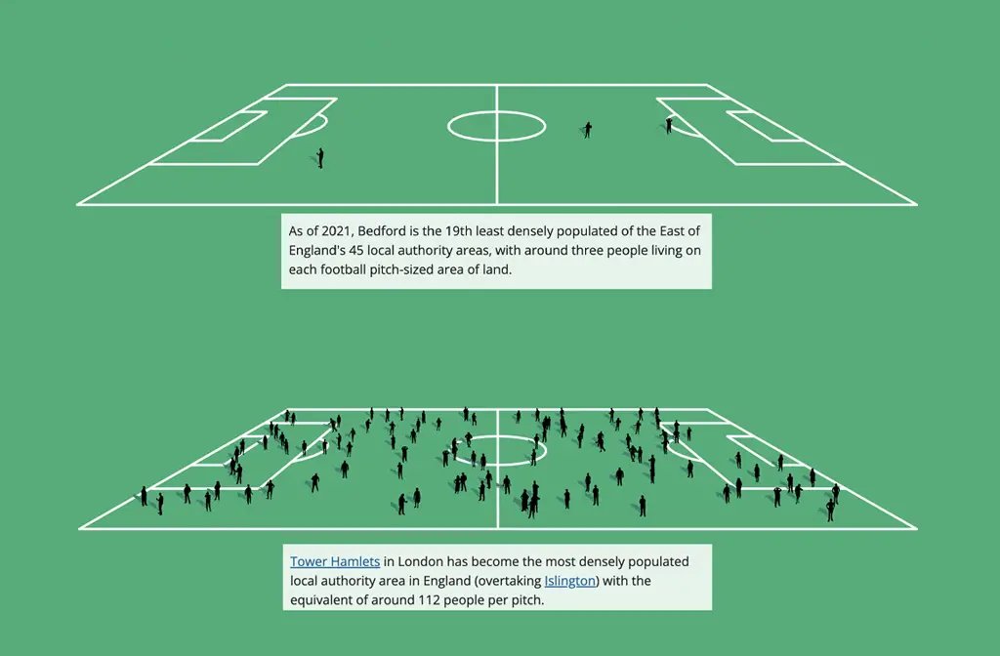 As of 2021, Bedford is the 19th least densely populated of the East of
England's 45 local authority areas, with around three people living on
each football pitch-sized area of land.
Tower Hamlets in London has become the most densely populated
local authority area in England (overtaking Islington) with the
equivalent of around 112 people per pitch.